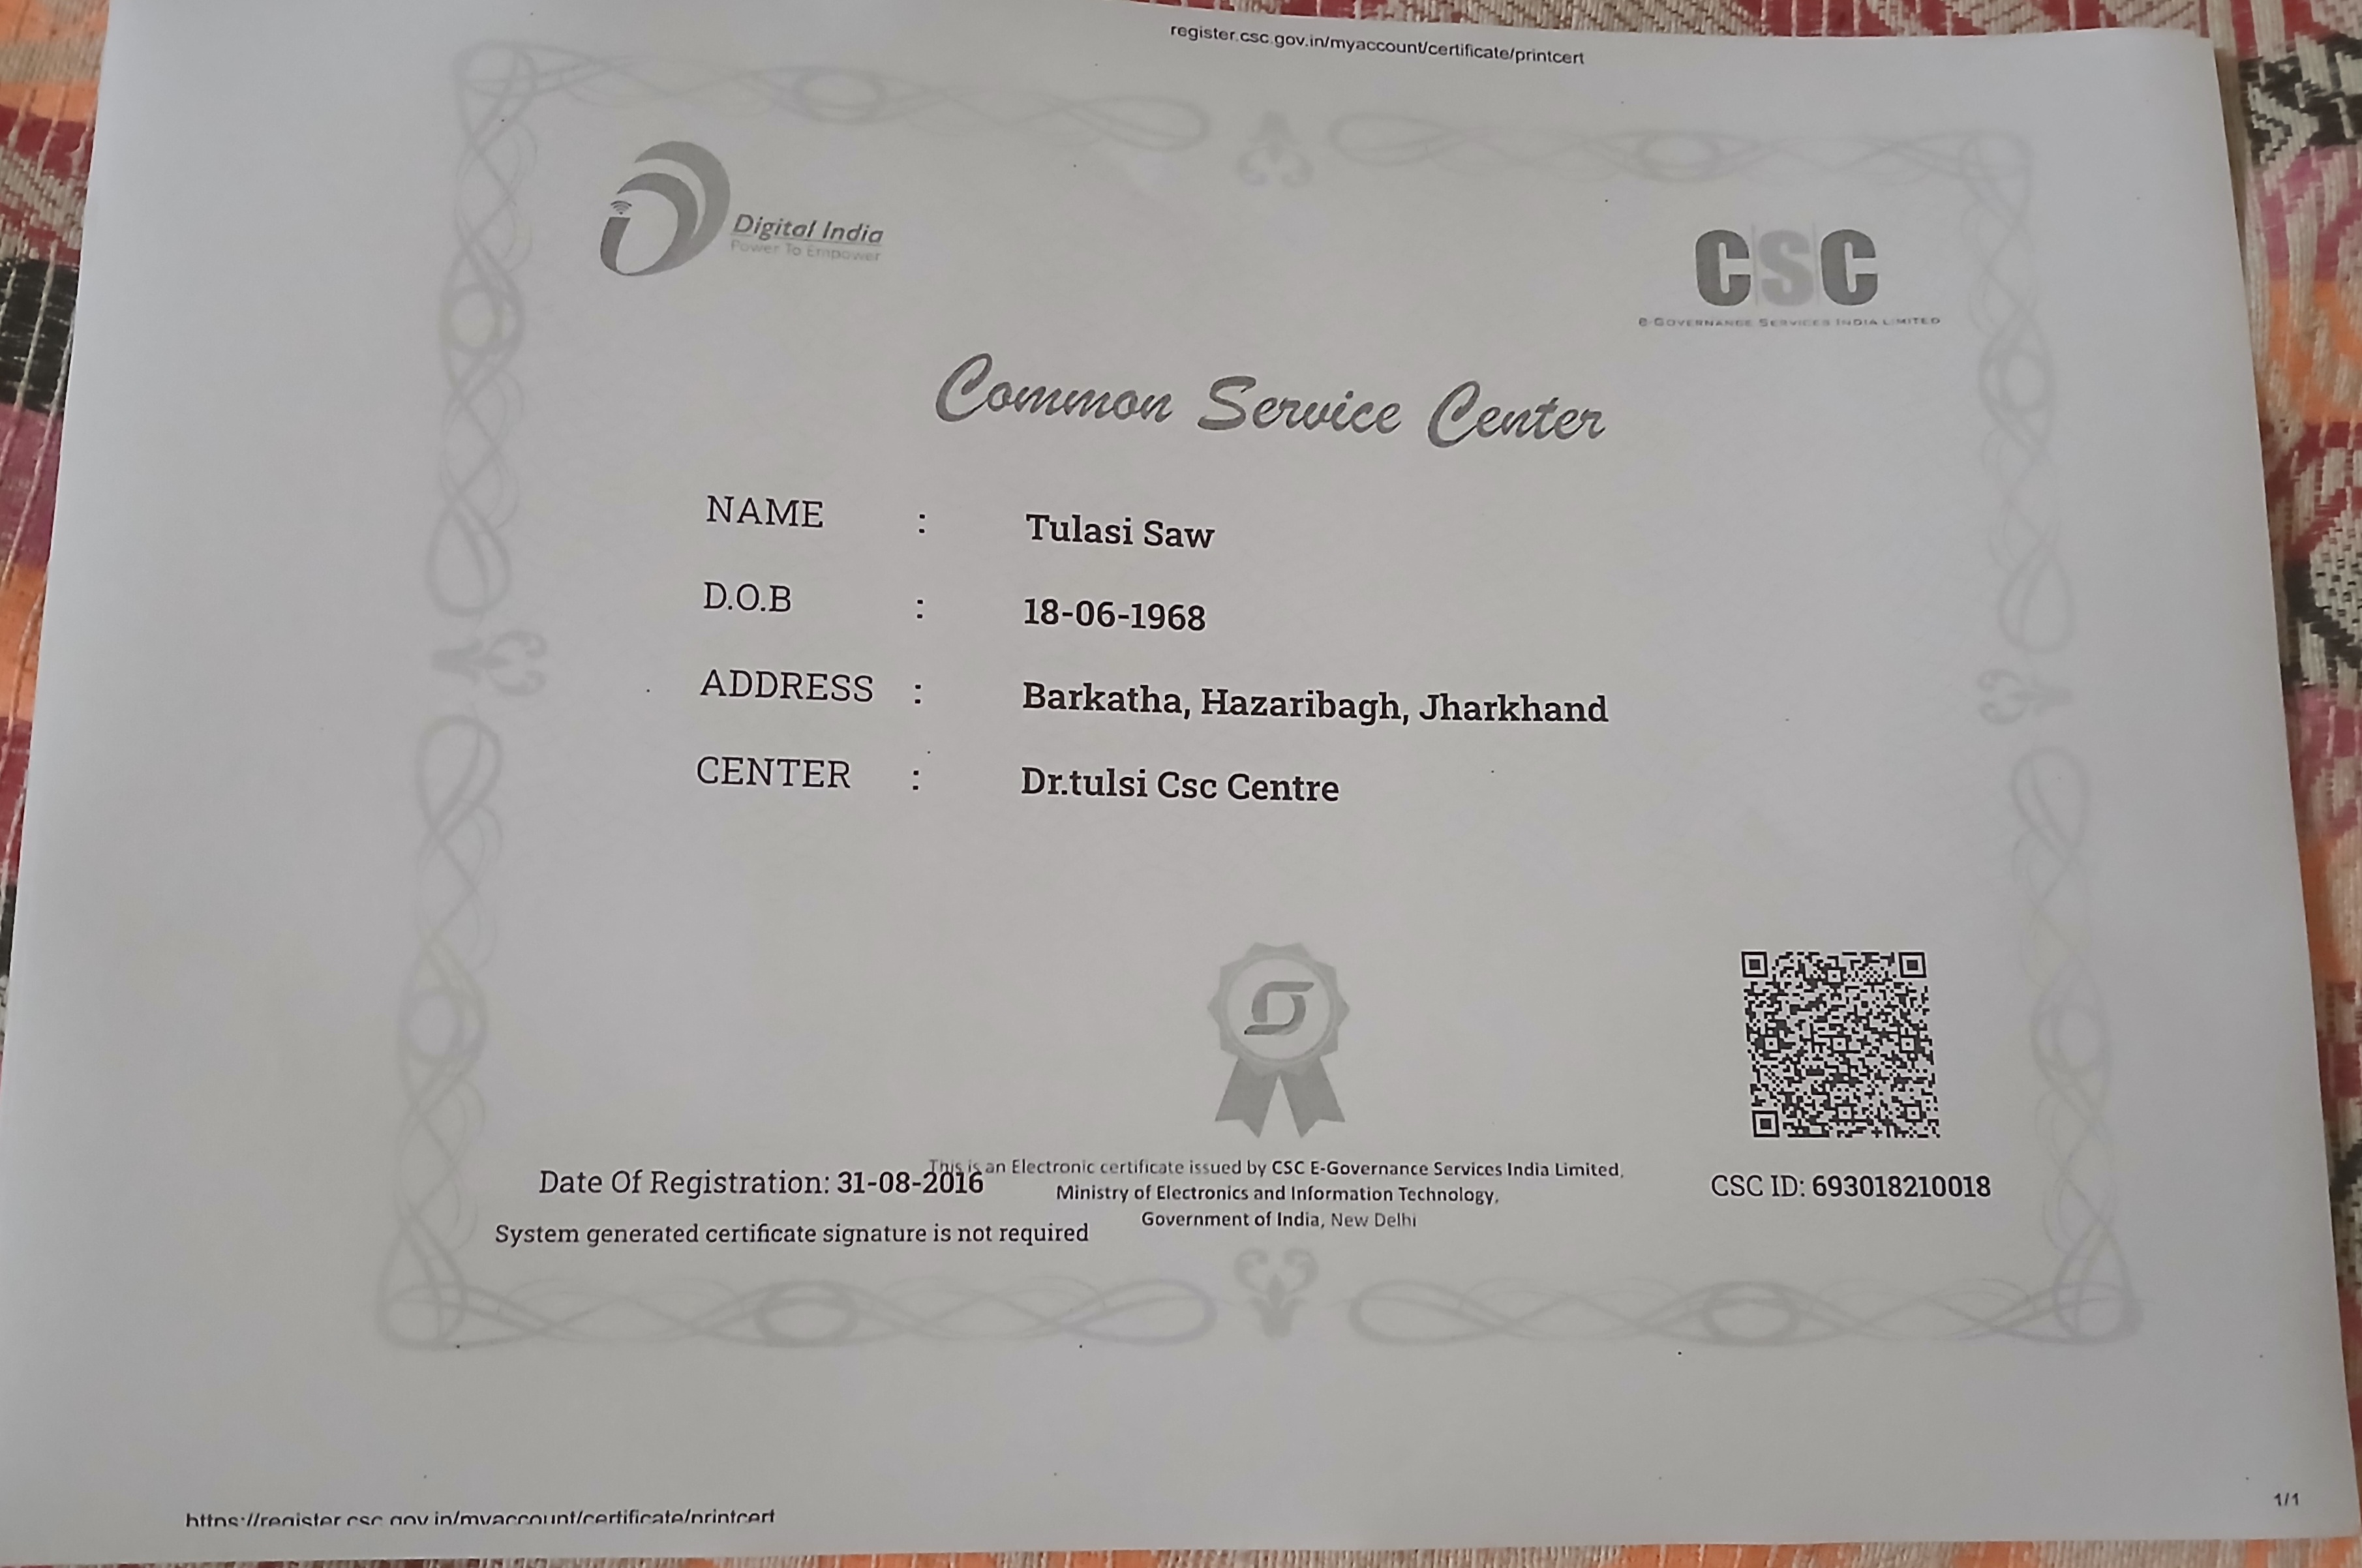 register.csc.gov.in/myaccount/certificate/printcert
Digital India
Power To Empower
CSC
e-Governance Services India Limited
Common Service Center
NAME : Tulasi Saw
D.O.B : 18-06-1968
ADDRESS : Barkatha, Hazaribagh, Jharkhand
CENTER : Dr.tulsi Csc Centre
This is an Electronic certificate issued by CSC E-Governance Services India Limited,
Date Of Registration: 31-08-2016
Ministry of Electronics and Information Technology,
CSC ID: 693018210018
Government of India, New Delhi
System generated certificate signature is not required
https://register.csc.gov.in/myaccount/certificate/printcert
1/1